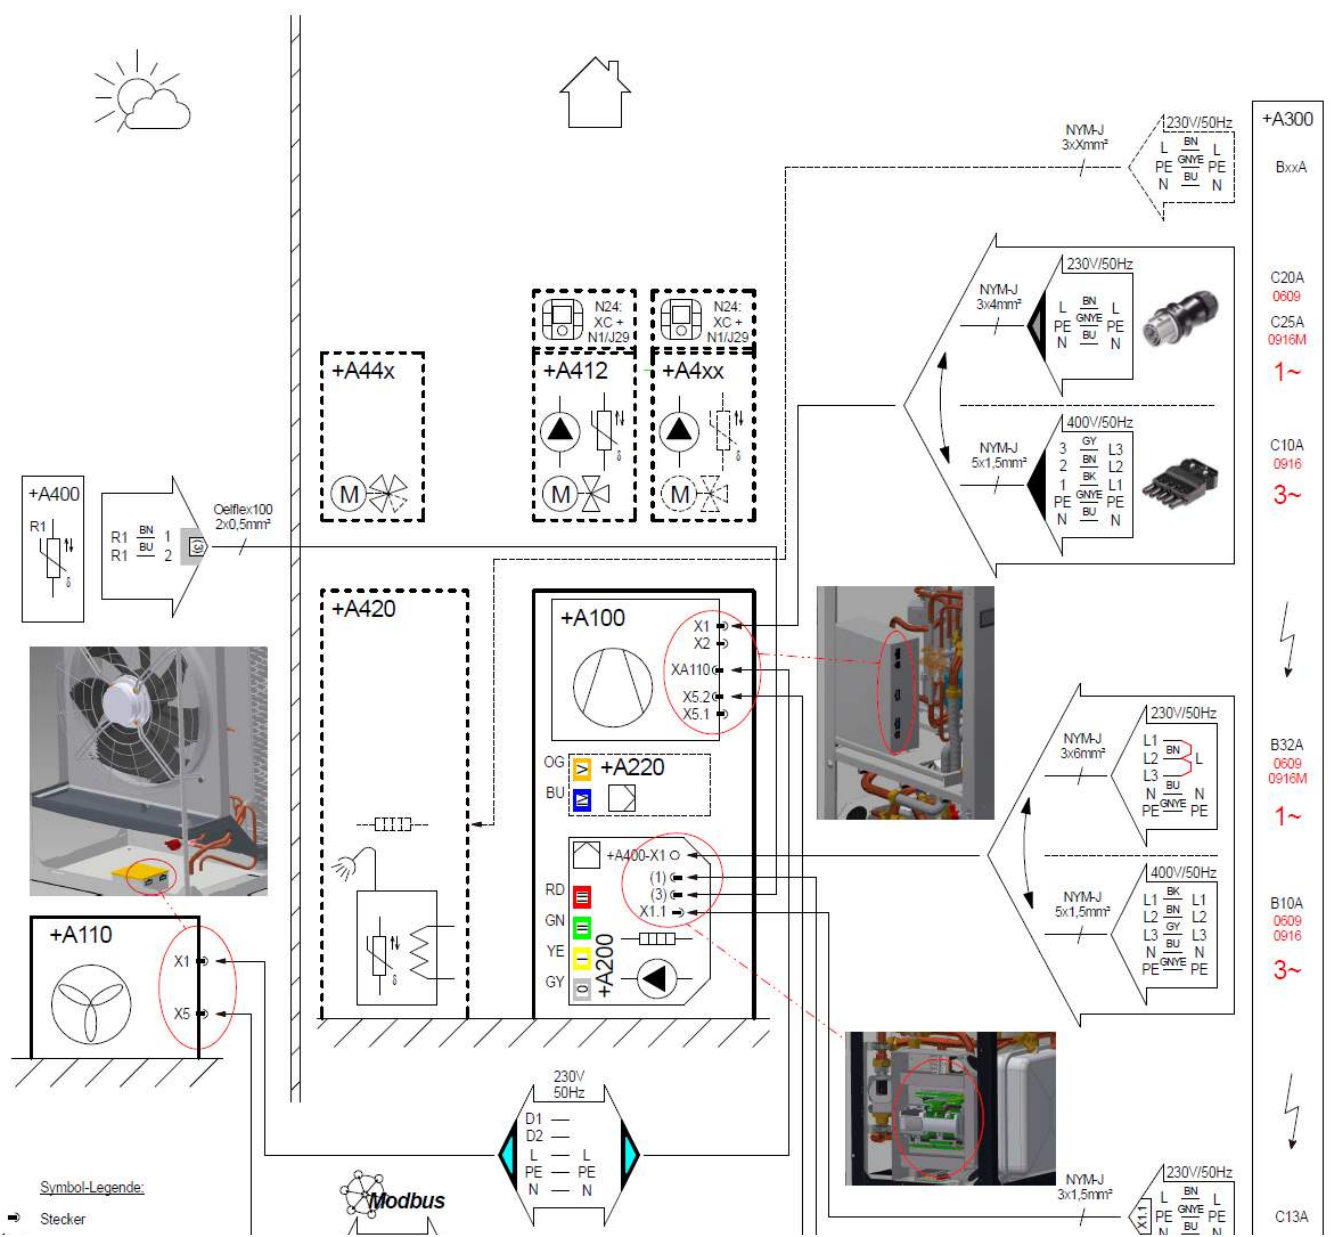 +A300
NYM-J
3xXmm²
230V/50Hz
L BN L
PE GNYE PE
N BU N
BxxA
NYM-J
3x4mm²
230V/50Hz
L BN L
PE GNYE PE
N BU N
C20A
0609
C25A
0916M
1~
N24:
XC +
N1/J29
N24:
XC +
N1/J29
+A44x
+A412
+A4xx
δ
δ
M
M
M
NYM-J
5x1,5mm²
400V/50Hz
3 GY L3
2 BN L2
1 BK L1
PE GNYE PE
N BU N
C10A
0916
3~
+A400
R1
δ
R1 BN 1
R1 BU 2
(3)
Oelflex100
2x0,5mm²
+A420
δ
+A100
X1
X2
XA110
X5.2
X5.1
OG
BU
V
+A220
+A400-X1
(1)
(3)
X1.1
RD
GN
YE
GY
III
II
I
0
+A200
NYM-J
3x6mm²
230V/50Hz
L1
L2 BN L
L3
N BU N
PE GNYE PE
B32A
0609
0916M
1~
NYM-J
5x1,5mm²
400V/50Hz
L1 BK L1
L2 BN L2
L3 GY L3
N BU N
PE GNYE PE
B10A
0609
0916
3~
+A110
X1
X5
230V
50Hz
D1
D2
L L
PE PE
N N
Modbus
NYM-J
3x1,5mm²
230V/50Hz
X1.1
L BN L
PE GNYE PE
N BU N
C13A
Symbol-Legende:
Stecker